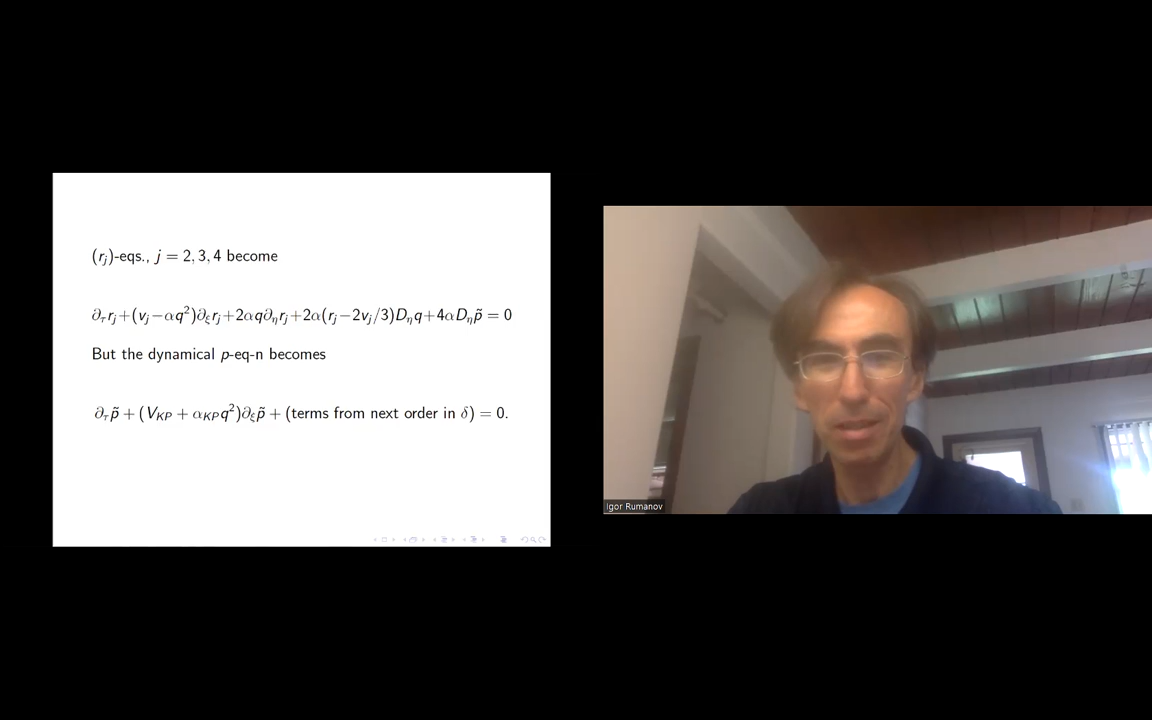 (r_j)-eqs., j = 2, 3, 4 become
∂_τ r_j+(v_j−αq²)∂_ξ r_j+2αq∂_η r_j+2α(r_j−2v_j/3)D_η q+4αD_η p̃ = 0
But the dynamical p-eq-n becomes
∂_τ p̃ + (V_KP + α_KP q²)∂_ξ p̃ + (terms from next order in δ) = 0.
Igor Rumanov